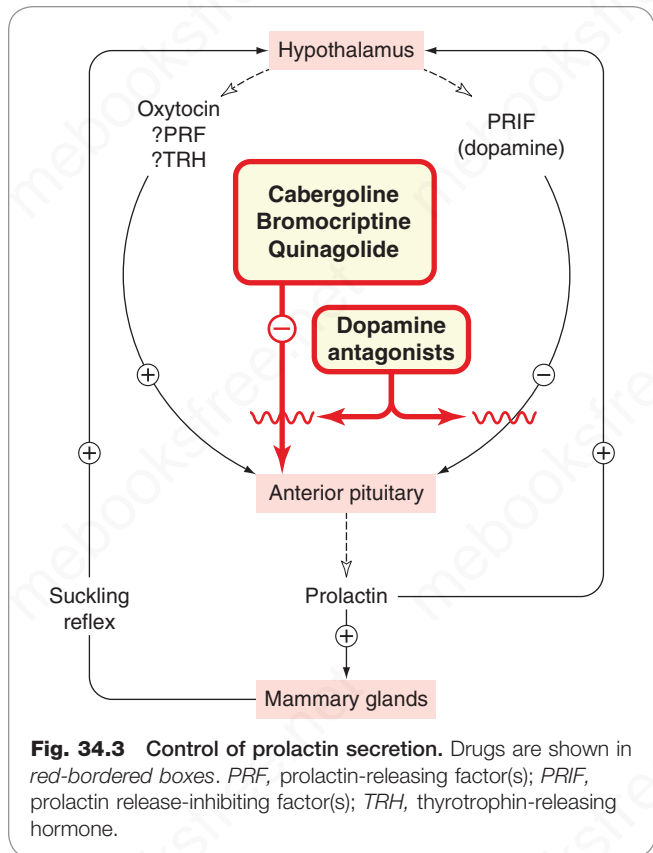 Hypothalamus
Oxytocin
?PRF
?TRH
PRIF
(dopamine)
Cabergoline
Bromocriptine
Quinagolide
−
Dopamine
antagonists
+
−
+
+
Anterior pituitary
Suckling
reflex
Prolactin
+
Mammary glands
Fig. 34.3 Control of prolactin secretion. Drugs are shown in
red-bordered boxes. PRF, prolactin-releasing factor(s); PRIF,
prolactin release-inhibiting factor(s); TRH, thyrotrophin-releasing
hormone.
mebooksfree.net